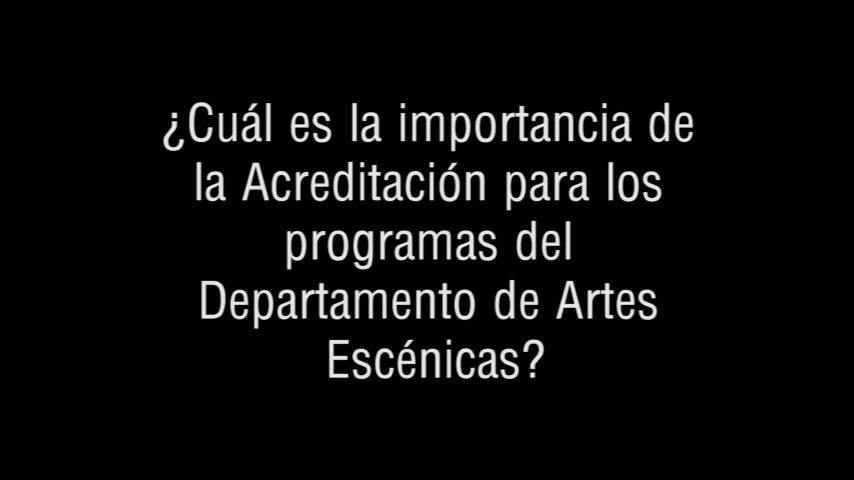 ¿Cuál es la importancia de
la Acreditación para los
programas del
Departamento de Artes
Escénicas?